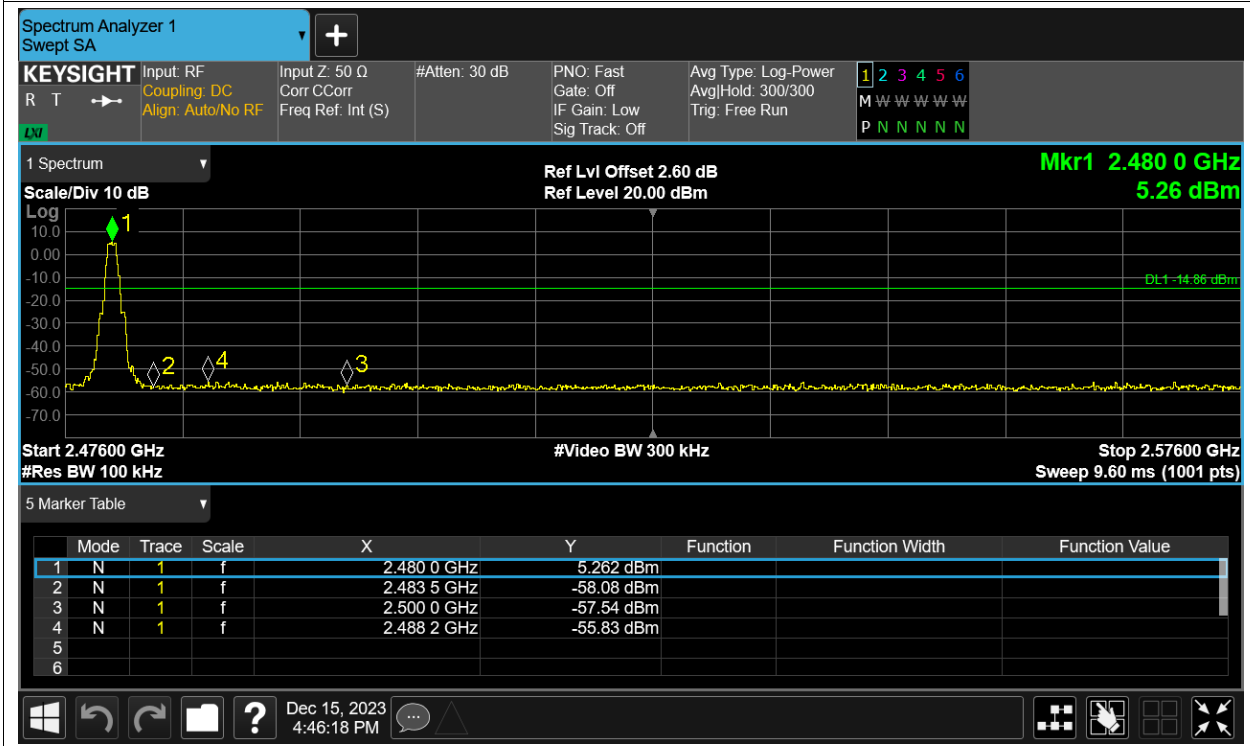 Spectrum Analyzer 1
Swept SA
KEYSIGHT
R T
LXI
Input: RF
Coupling: DC
Align: Auto/No RF
Input Z: 50 Ω
Corr CCorr
Freq Ref: Int (S)
#Atten: 30 dB
PNO: Fast
Gate: Off
IF Gain: Low
Sig Track: Off
Avg Type: Log-Power
Avg|Hold: 300/300
Trig: Free Run
1 2 3 4 5 6
M W W W W W
P N N N N N
1 Spectrum
Scale/Div 10 dB
Ref Lvl Offset 2.60 dB
Ref Level 20.00 dBm
Mkr1 2.480 0 GHz
5.26 dBm
Log
10.0
0.00
-10.0
-20.0
-30.0
-40.0
-50.0
-60.0
-70.0
1
2
4
3
DL1 -14.86 dBm
Start 2.47600 GHz
#Res BW 100 kHz
#Video BW 300 kHz
Stop 2.57600 GHz
Sweep 9.60 ms (1001 pts)
5 Marker Table
Mode Trace Scale X Y Function Function Width Function Value
1 N 1 f 2.480 0 GHz 5.262 dBm
2 N 1 f 2.483 5 GHz -58.08 dBm
3 N 1 f 2.500 0 GHz -57.54 dBm
4 N 1 f 2.488 2 GHz -55.83 dBm
5
6
?
Dec 15, 2023
4:46:18 PM